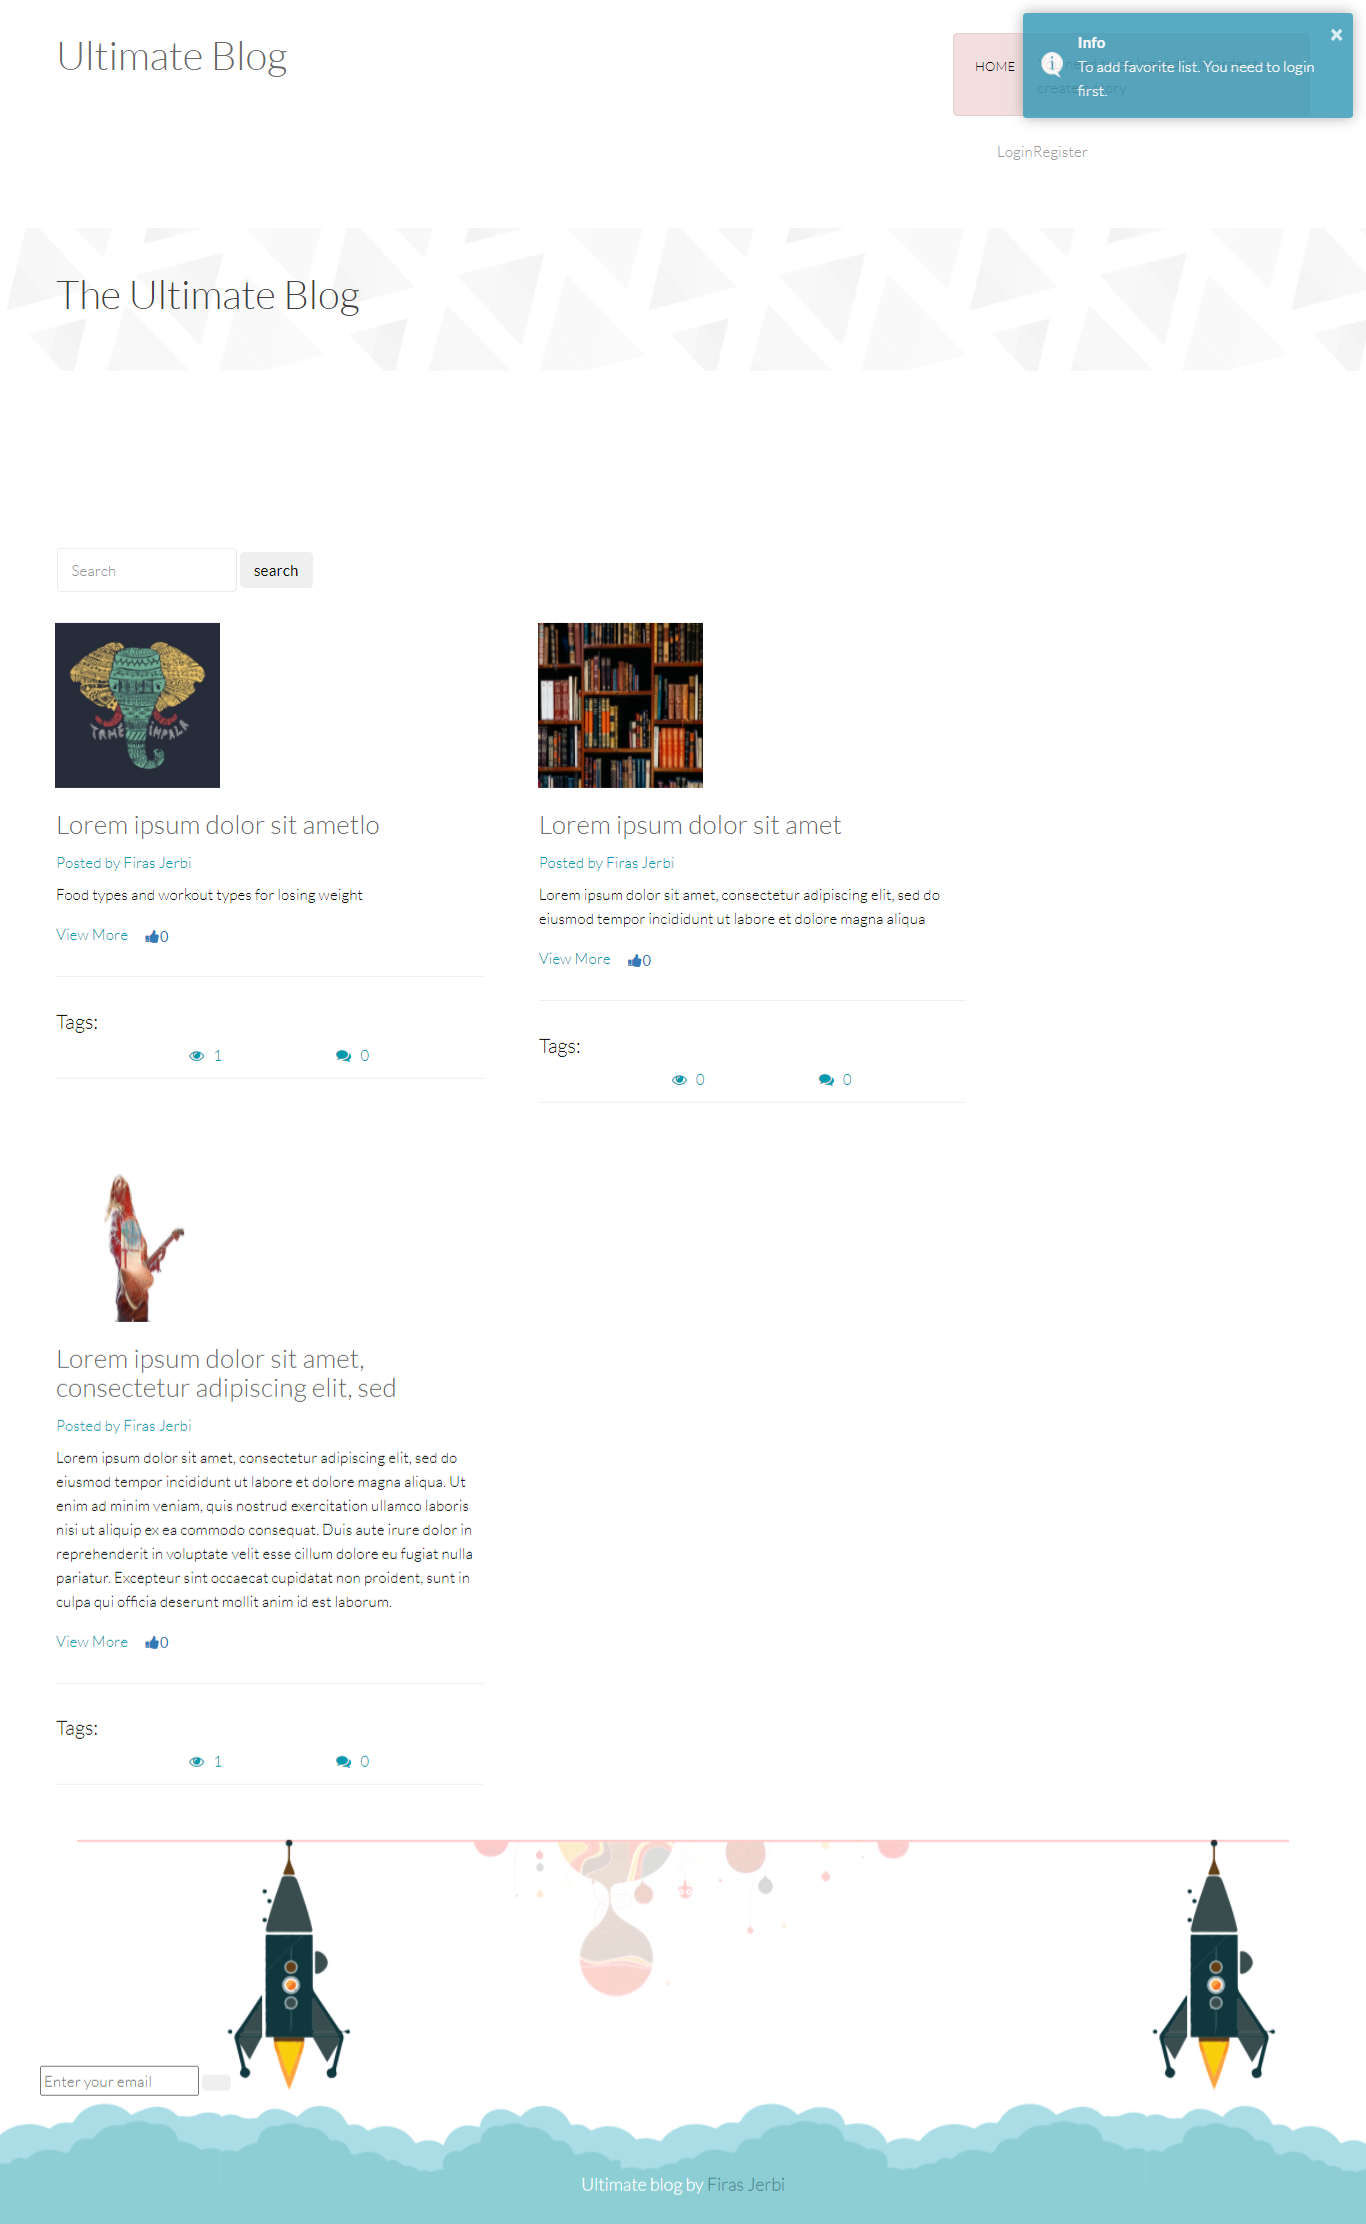 Ultimate Blog
HOME
Info
To add favorite list. You need to login
first.
LoginRegister
The Ultimate Blog
Search
search
TAME IMPALA
Lorem ipsum dolor sit ametlo
Posted by Firas Jerbi
Food types and workout types for losing weight
View More 0
Tags:
1 0
Lorem ipsum dolor sit amet
Posted by Firas Jerbi
Lorem ipsum dolor sit amet, consectetur adipiscing elit, sed do
eiusmod tempor incididunt ut labore et dolore magna aliqua
View More 0
Tags:
0 0
Lorem ipsum dolor sit amet,
consectetur adipiscing elit, sed
Posted by Firas Jerbi
Lorem ipsum dolor sit amet, consectetur adipiscing elit, sed do
eiusmod tempor incididunt ut labore et dolore magna aliqua. Ut
enim ad minim veniam, quis nostrud exercitation ullamco laboris
nisi ut aliquip ex ea commodo consequat. Duis aute irure dolor in
reprehenderit in voluptate velit esse cillum dolore eu fugiat nulla
pariatur. Excepteur sint occaecat cupidatat non proident, sunt in
culpa qui officia deserunt mollit anim id est laborum.
View More 0
Tags:
1 0
Enter your email
Ultimate blog by Firas Jerbi